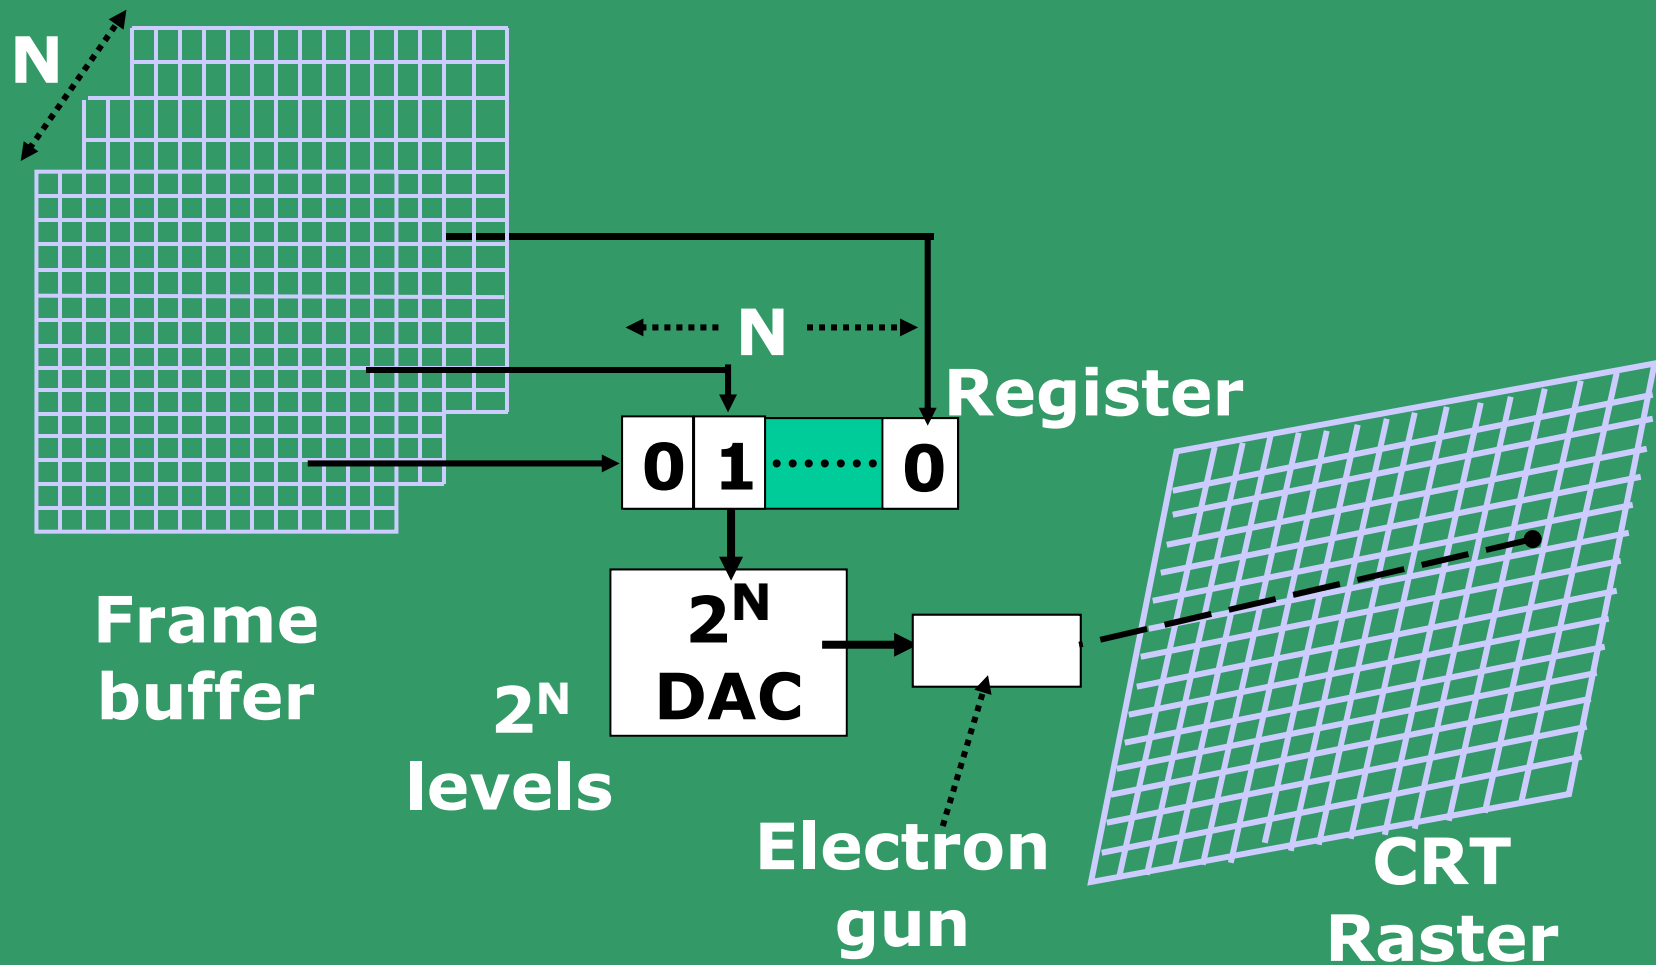 N
N
Register
0 1 ....... 0
2ᴺ
DAC
Frame
buffer
2ᴺ
levels
Electron
gun
CRT
Raster